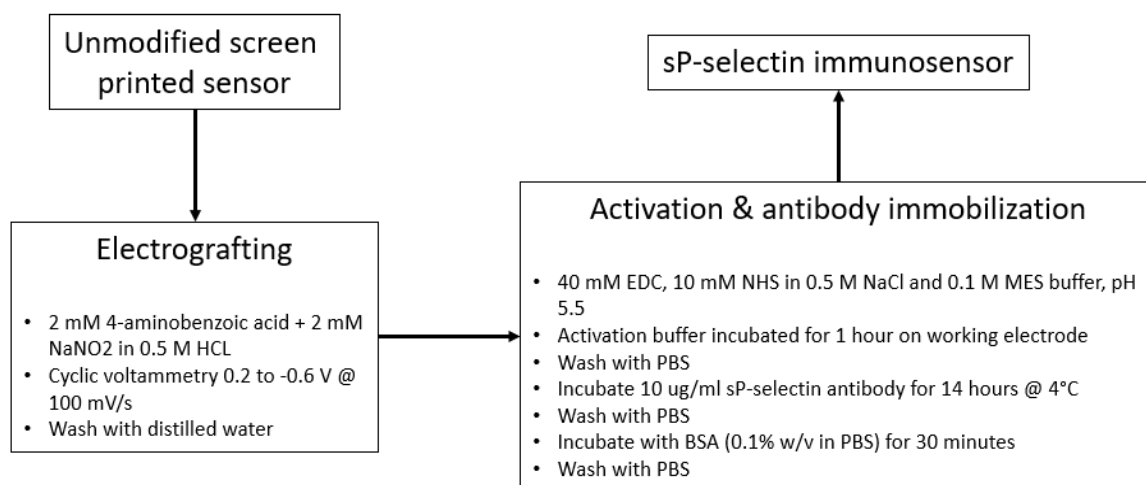 Unmodified screen
printed sensor
Electrografting
• 2 mM 4-aminobenzoic acid + 2 mM
NaNO2 in 0.5 M HCL
• Cyclic voltammetry 0.2 to -0.6 V @
100 mV/s
• Wash with distilled water
Activation & antibody immobilization
• 40 mM EDC, 10 mM NHS in 0.5 M NaCl and 0.1 M MES buffer, pH
5.5
• Activation buffer incubated for 1 hour on working electrode
• Wash with PBS
• Incubate 10 ug/ml sP-selectin antibody for 14 hours @ 4°C
• Wash with PBS
• Incubate with BSA (0.1% w/v in PBS) for 30 minutes
• Wash with PBS
sP-selectin immunosensor